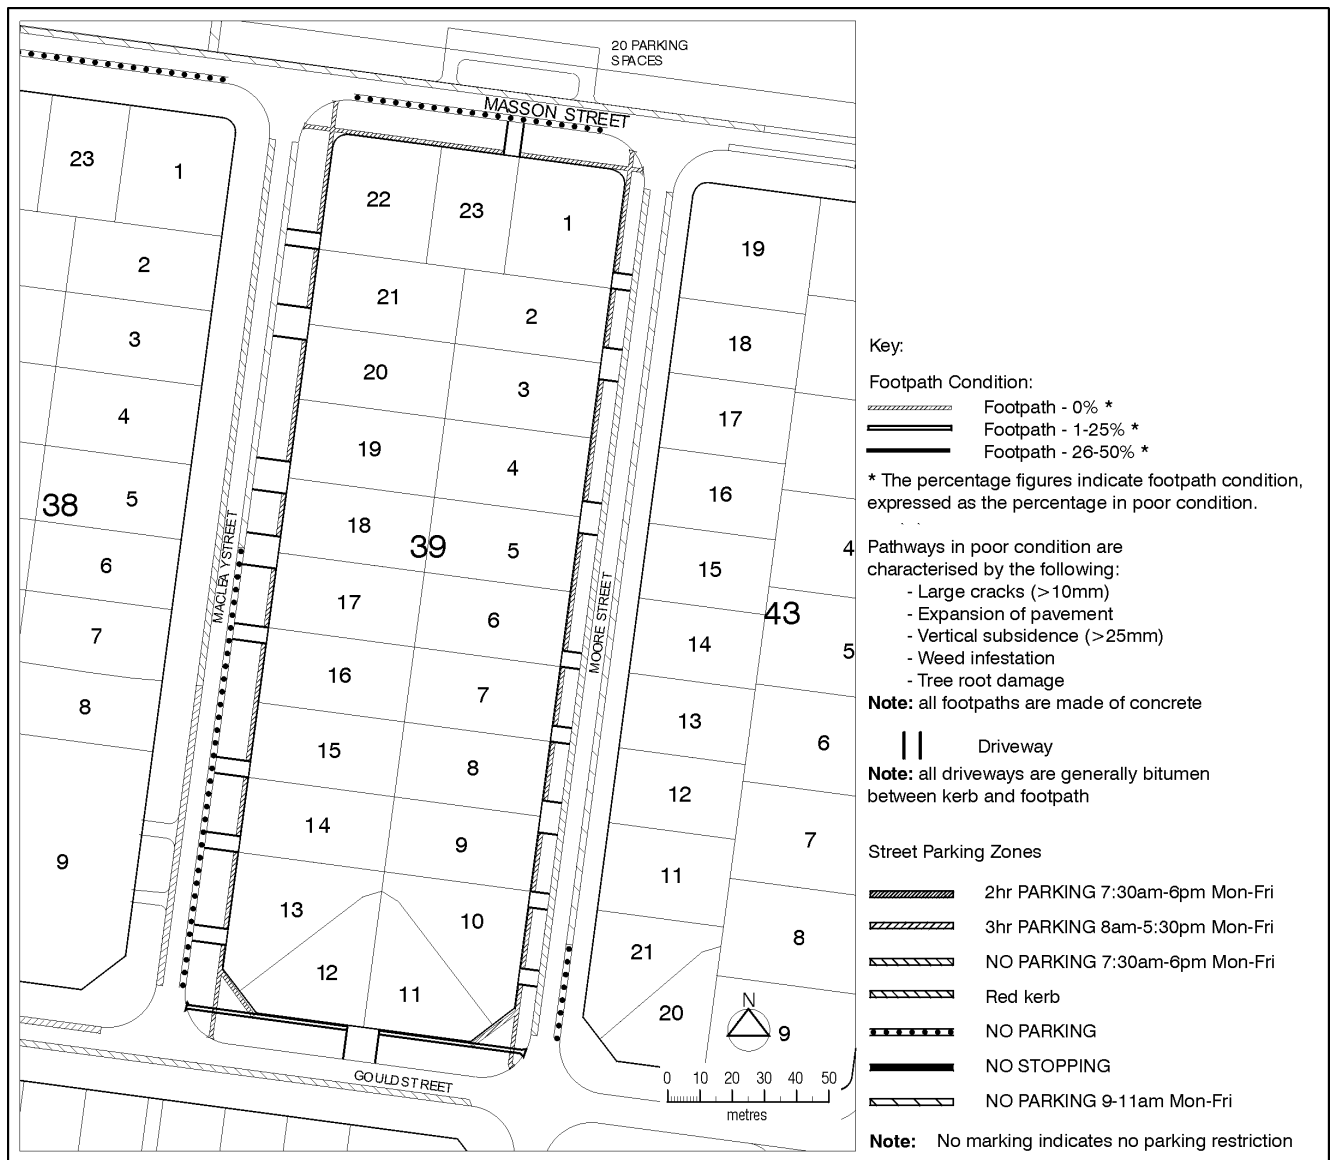 20 PARKING
SPACES
MASSON STREET
23
1
2
3
4
38
5
6
7
8
9
MACLEAY STREET
22
23
1
21
2
20
3
19
4
18
39
5
17
6
16
7
15
8
14
9
13
10
12
11
MOORE STREET
GOULD STREET
19
18
17
16
15
4
43
14
5
13
6
12
7
11
8
21
20
9
N
0 10 20 30 40 50
metres
Key:
Footpath Condition:
Footpath - 0% *
Footpath - 1-25% *
Footpath - 26-50% *
* The percentage figures indicate footpath condition,
expressed as the percentage in poor condition.
Pathways in poor condition are
characterised by the following:
- Large cracks (>10mm)
- Expansion of pavement
- Vertical subsidence (>25mm)
- Weed infestation
- Tree root damage
Note: all footpaths are made of concrete
Driveway
Note: all driveways are generally bitumen
between kerb and footpath
Street Parking Zones
2hr PARKING 7:30am-6pm Mon-Fri
3hr PARKING 8am-5:30pm Mon-Fri
NO PARKING 7:30am-6pm Mon-Fri
Red kerb
NO PARKING
NO STOPPING
NO PARKING 9-11am Mon-Fri
Note: No marking indicates no parking restriction